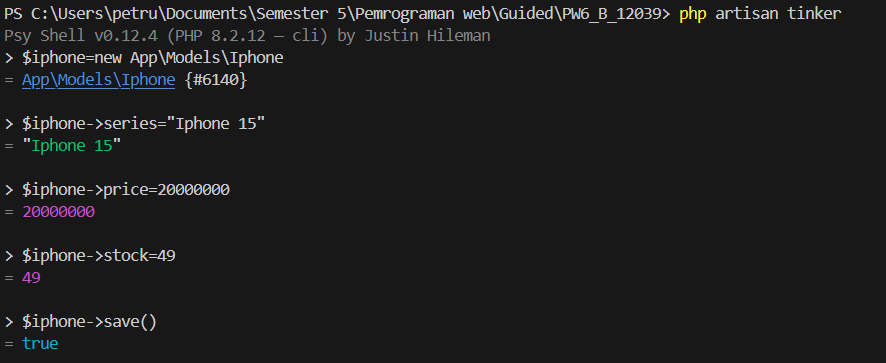 PS C:\Users\petru\Documents\Semester 5\Pemrograman web\Guided\PW6_B_12039> php artisan tinker
Psy Shell v0.12.4 (PHP 8.2.12 — cli) by Justin Hileman
> $iphone=new App\Models\Iphone
= App\Models\Iphone {#6140}
> $iphone->series="Iphone 15"
= "Iphone 15"
> $iphone->price=20000000
= 20000000
> $iphone->stock=49
= 49
> $iphone->save()
= true